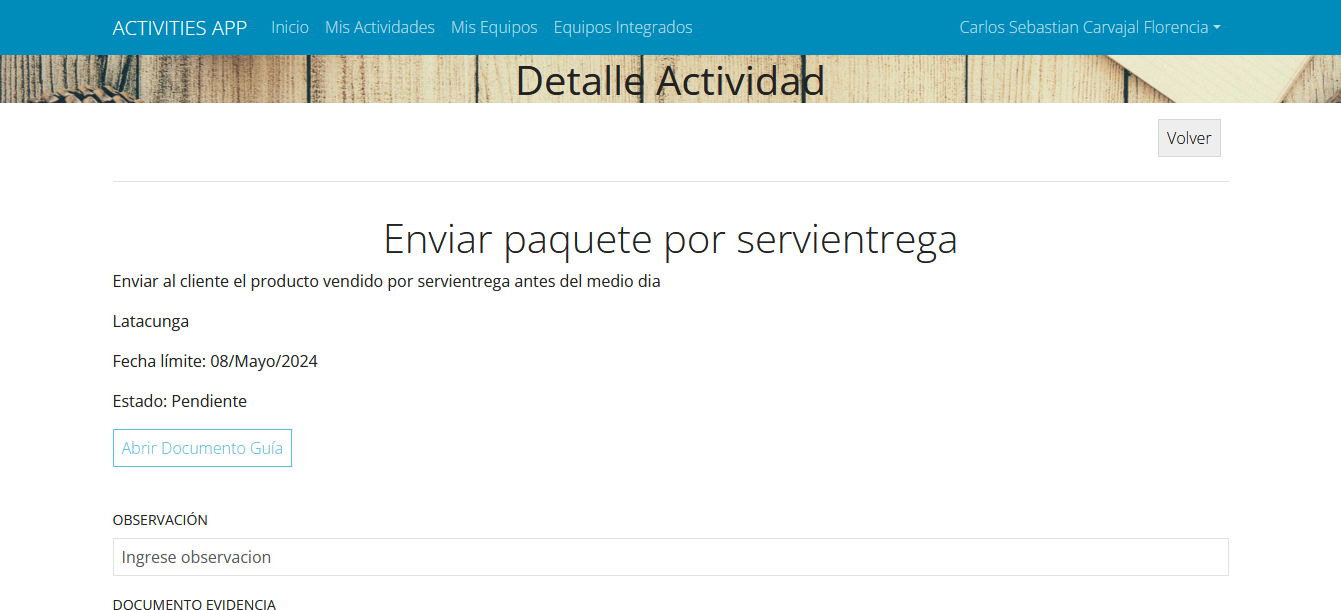 ACTIVITIES APP Inicio Mis Actividades Mis Equipos Equipos Integrados Carlos Sebastian Carvajal Florencia
Detalle Actividad
Volver
Enviar paquete por servientrega
Enviar al cliente el producto vendido por servientrega antes del medio dia
Latacunga
Fecha límite: 08/Mayo/2024
Estado: Pendiente
Abrir Documento Guía
OBSERVACIÓN
Ingrese observacion
DOCUMENTO EVIDENCIA